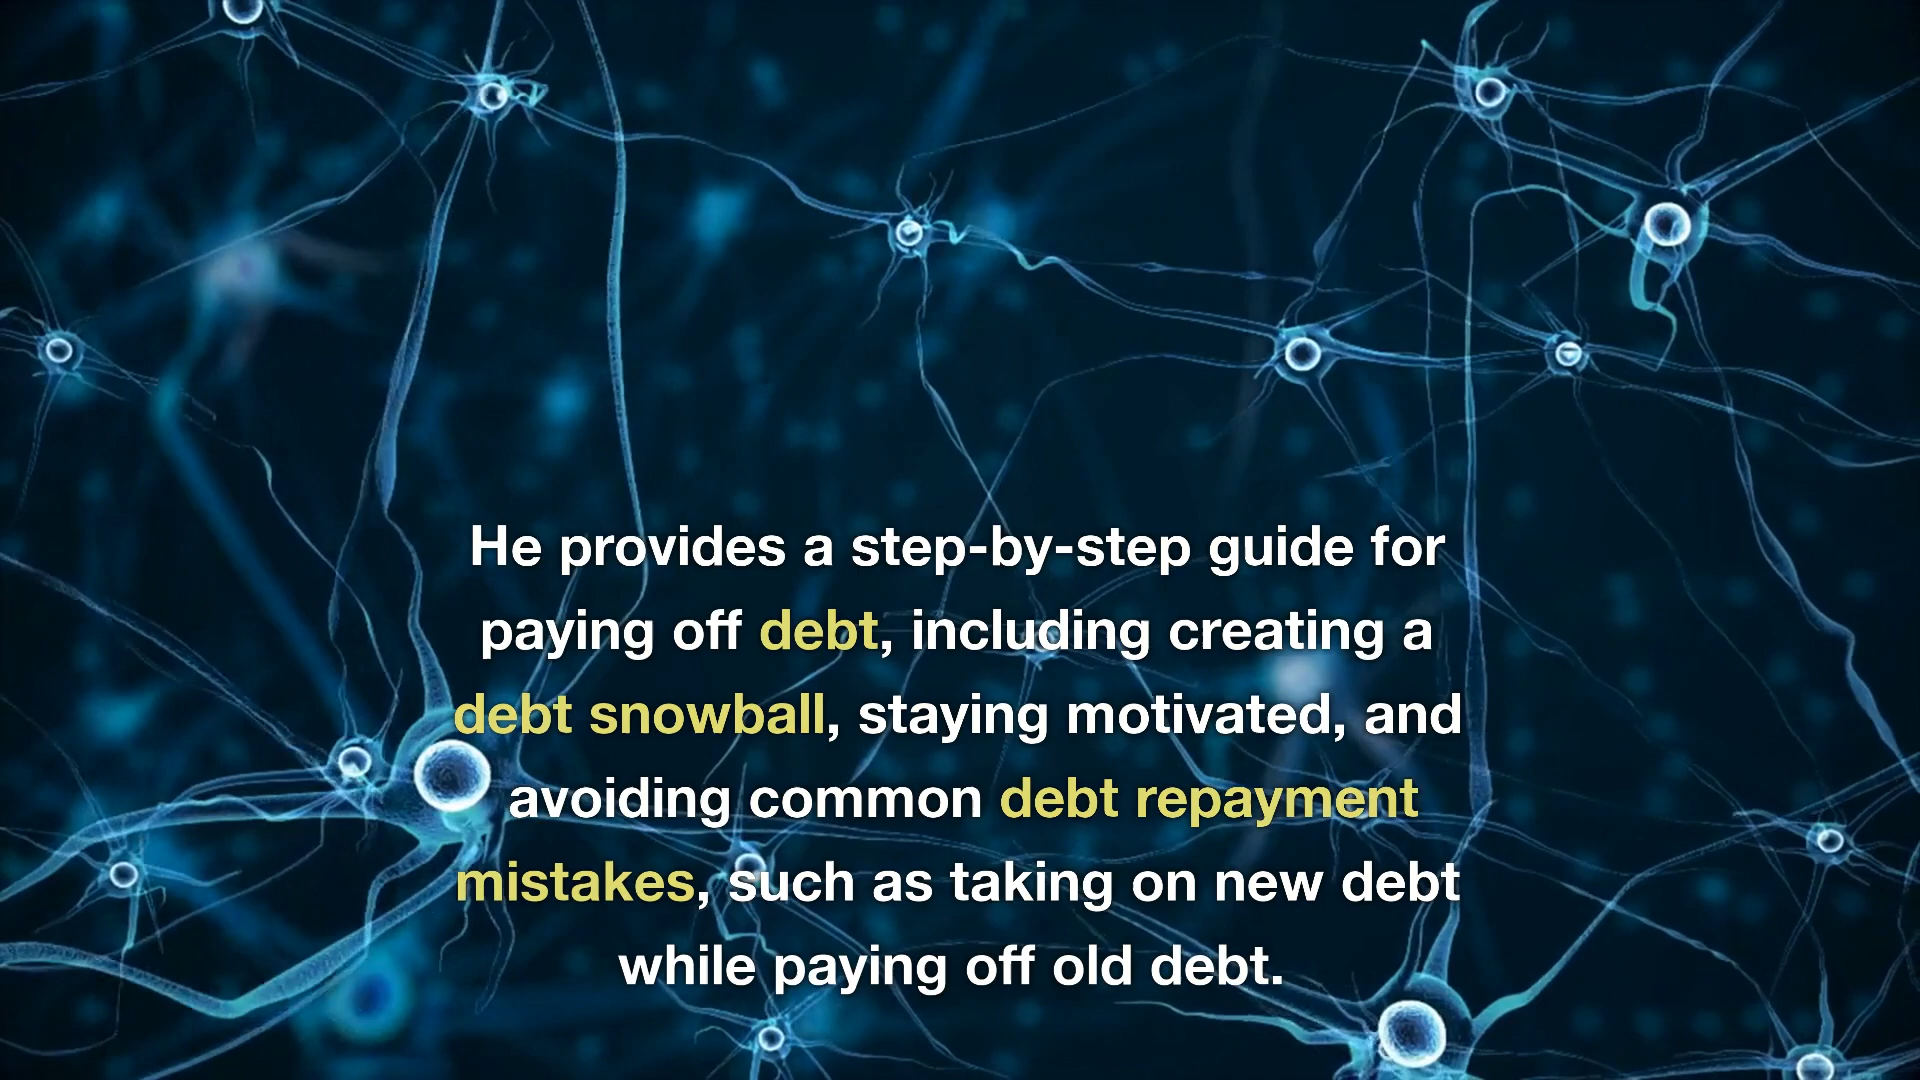 He provides a step-by-step guide for
paying off debt, including creating a
debt snowball, staying motivated, and
avoiding common debt repayment
mistakes, such as taking on new debt
while paying off old debt.